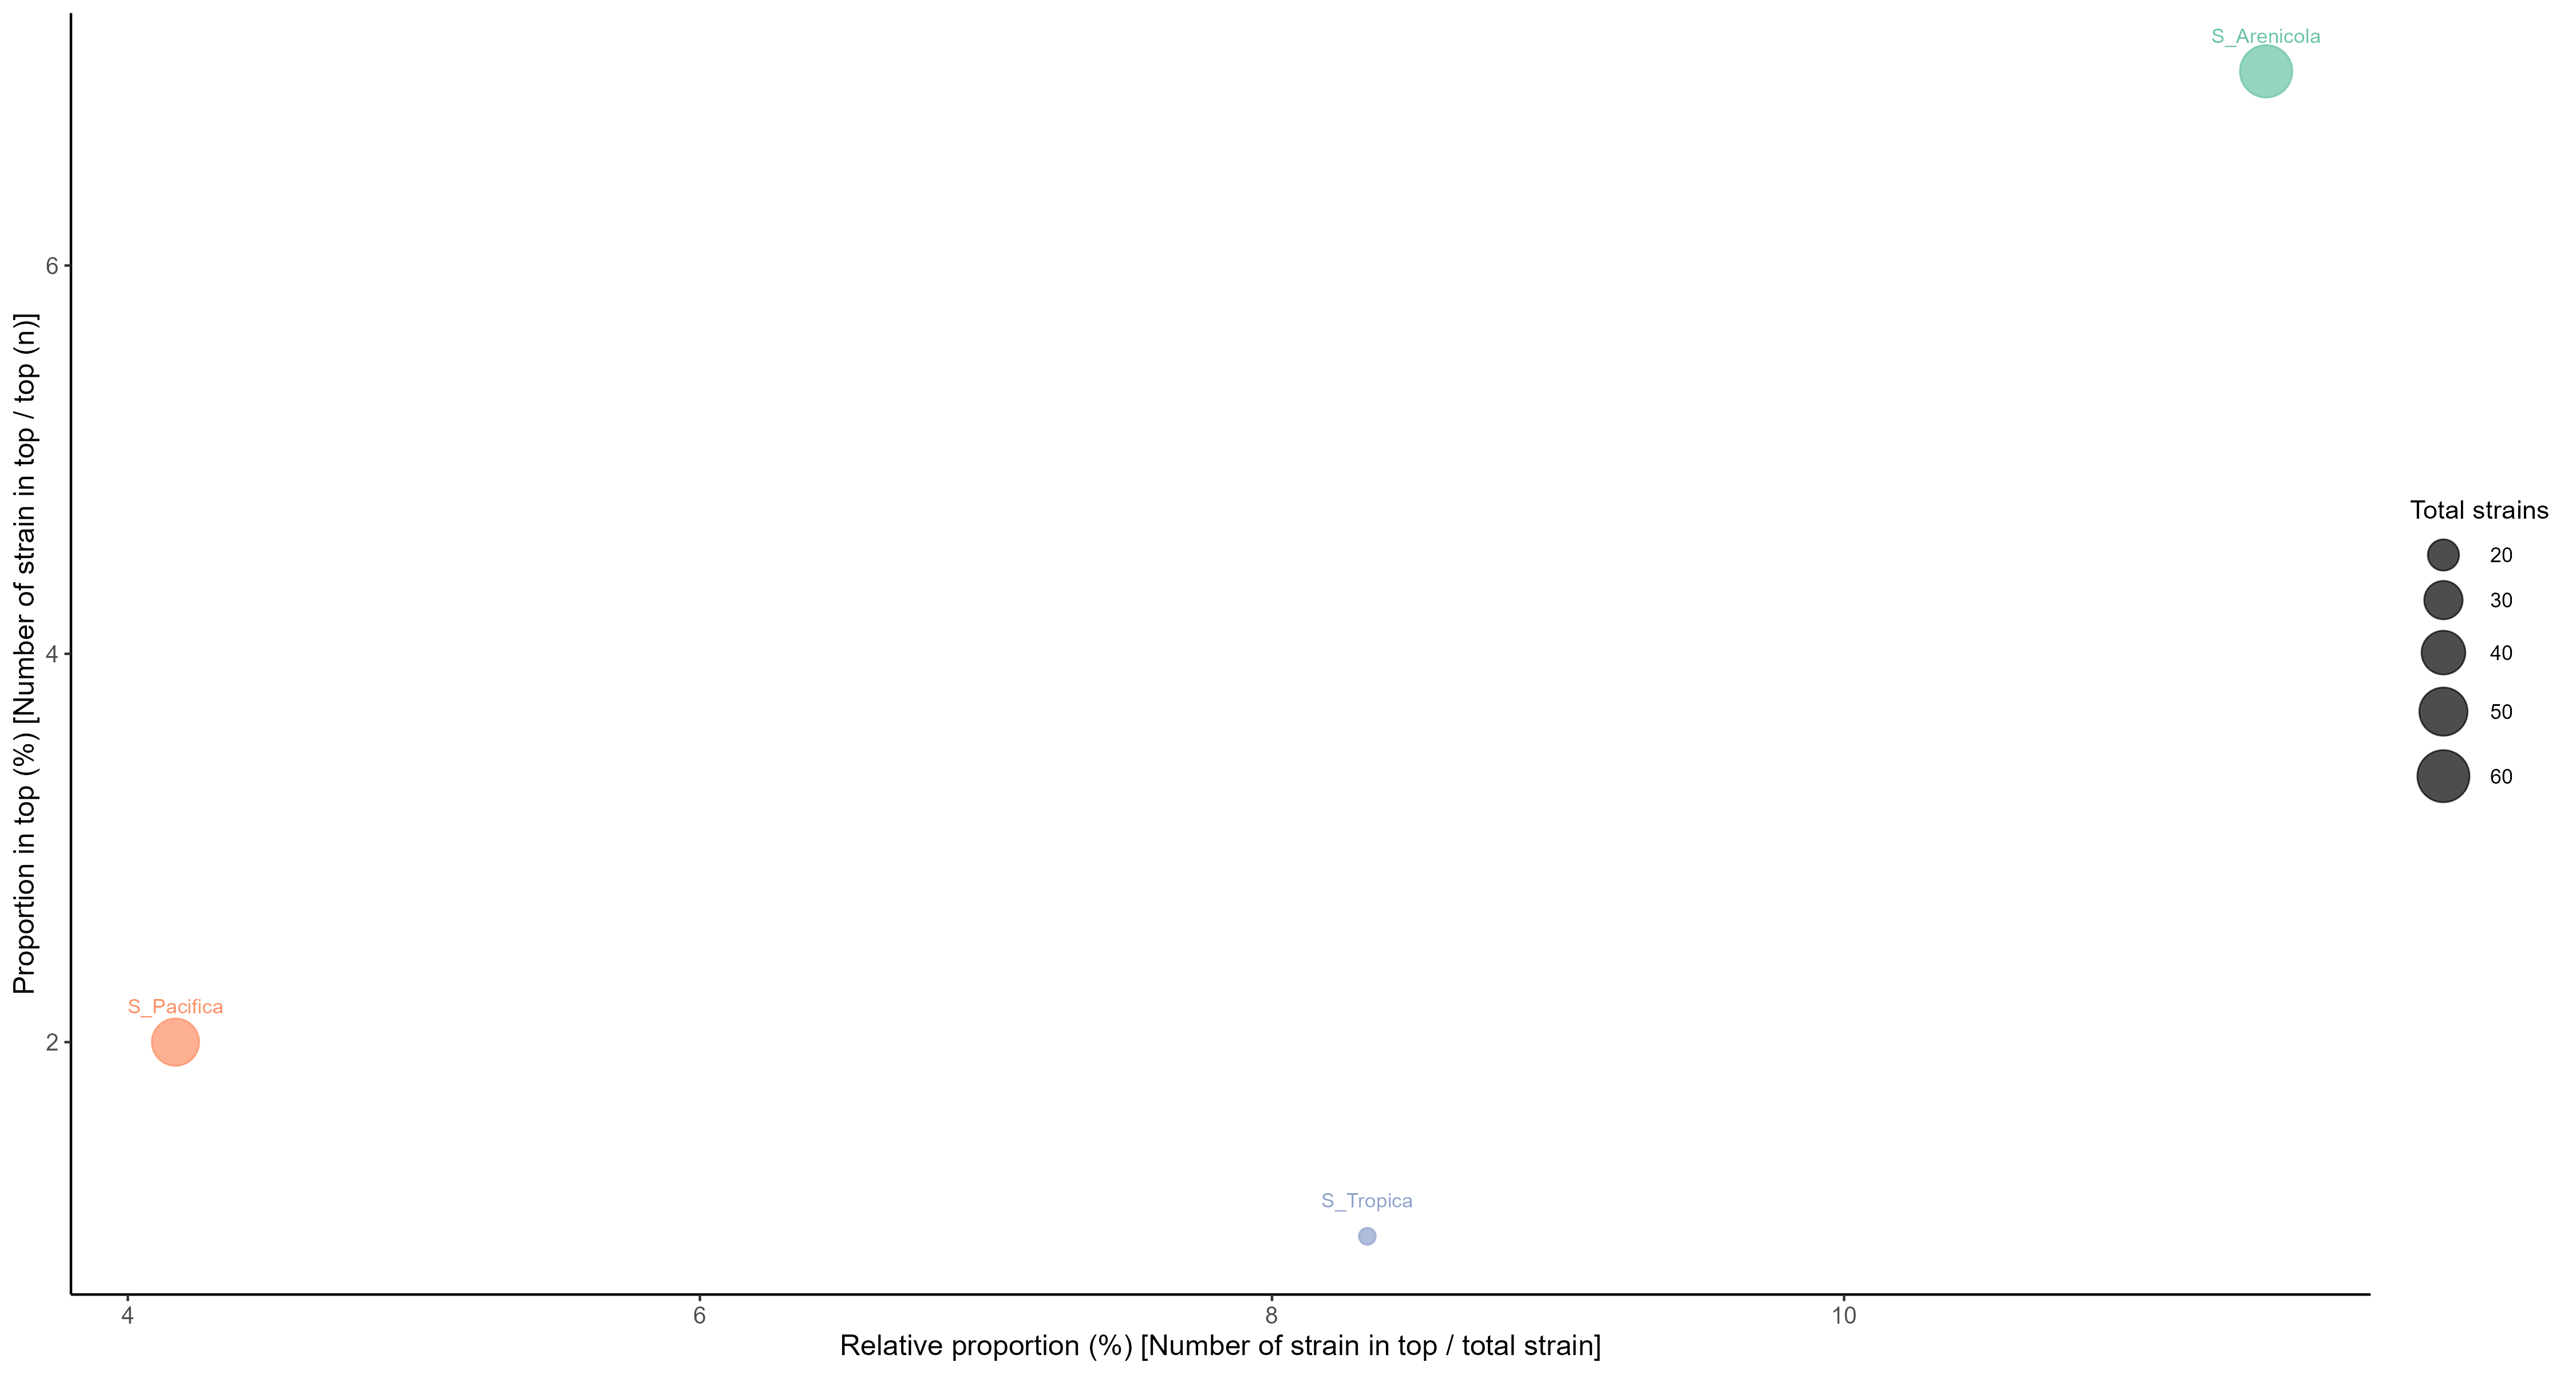 S_Arenicola
6
4
2
Proportion in top (%) [Number of strain in top / top (n)]
S_Pacifica
S_Tropica
4
6
8
10
Relative proportion (%) [Number of strain in top / total strain]
Total strains
20
30
40
50
60